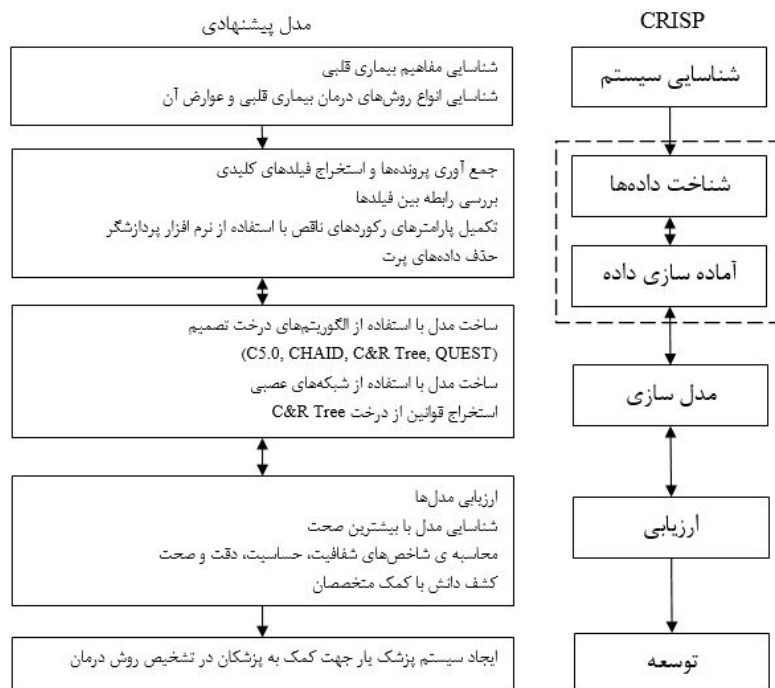 CRISP
مدل پیشنهادی
شناسایی سیستم
شناسایی مفاهیم بیماری قلبی
شناسایی انواع روش‌های درمان بیماری قلبی و عوارض آن
شناخت داده‌ها
آماده سازی داده
جمع آوری پرونده‌ها و استخراج فیلدهای کلیدی
بررسی رابطه بین فیلدها
تکمیل پارامترهای رکوردهای ناقص با استفاده از نرم افزار پردازشگر
حذف داده‌های پرت
مدل سازی
ساخت مدل با استفاده از الگوریتم‌های درخت تصمیم
(C5.0, CHAID, C&R Tree, QUEST)
ساخت مدل با استفاده از شبکه‌های عصبی
استخراج قوانین از درخت C&R Tree
ارزیابی
ارزیابی مدل‌ها
شناسایی مدل با بیشترین صحت
محاسبه ی شاخص‌های شفافیت، حساسیت، دقت و صحت
کشف دانش با کمک متخصصان
توسعه
ایجاد سیستم پزشک یار جهت کمک به پزشکان در تشخیص روش درمان